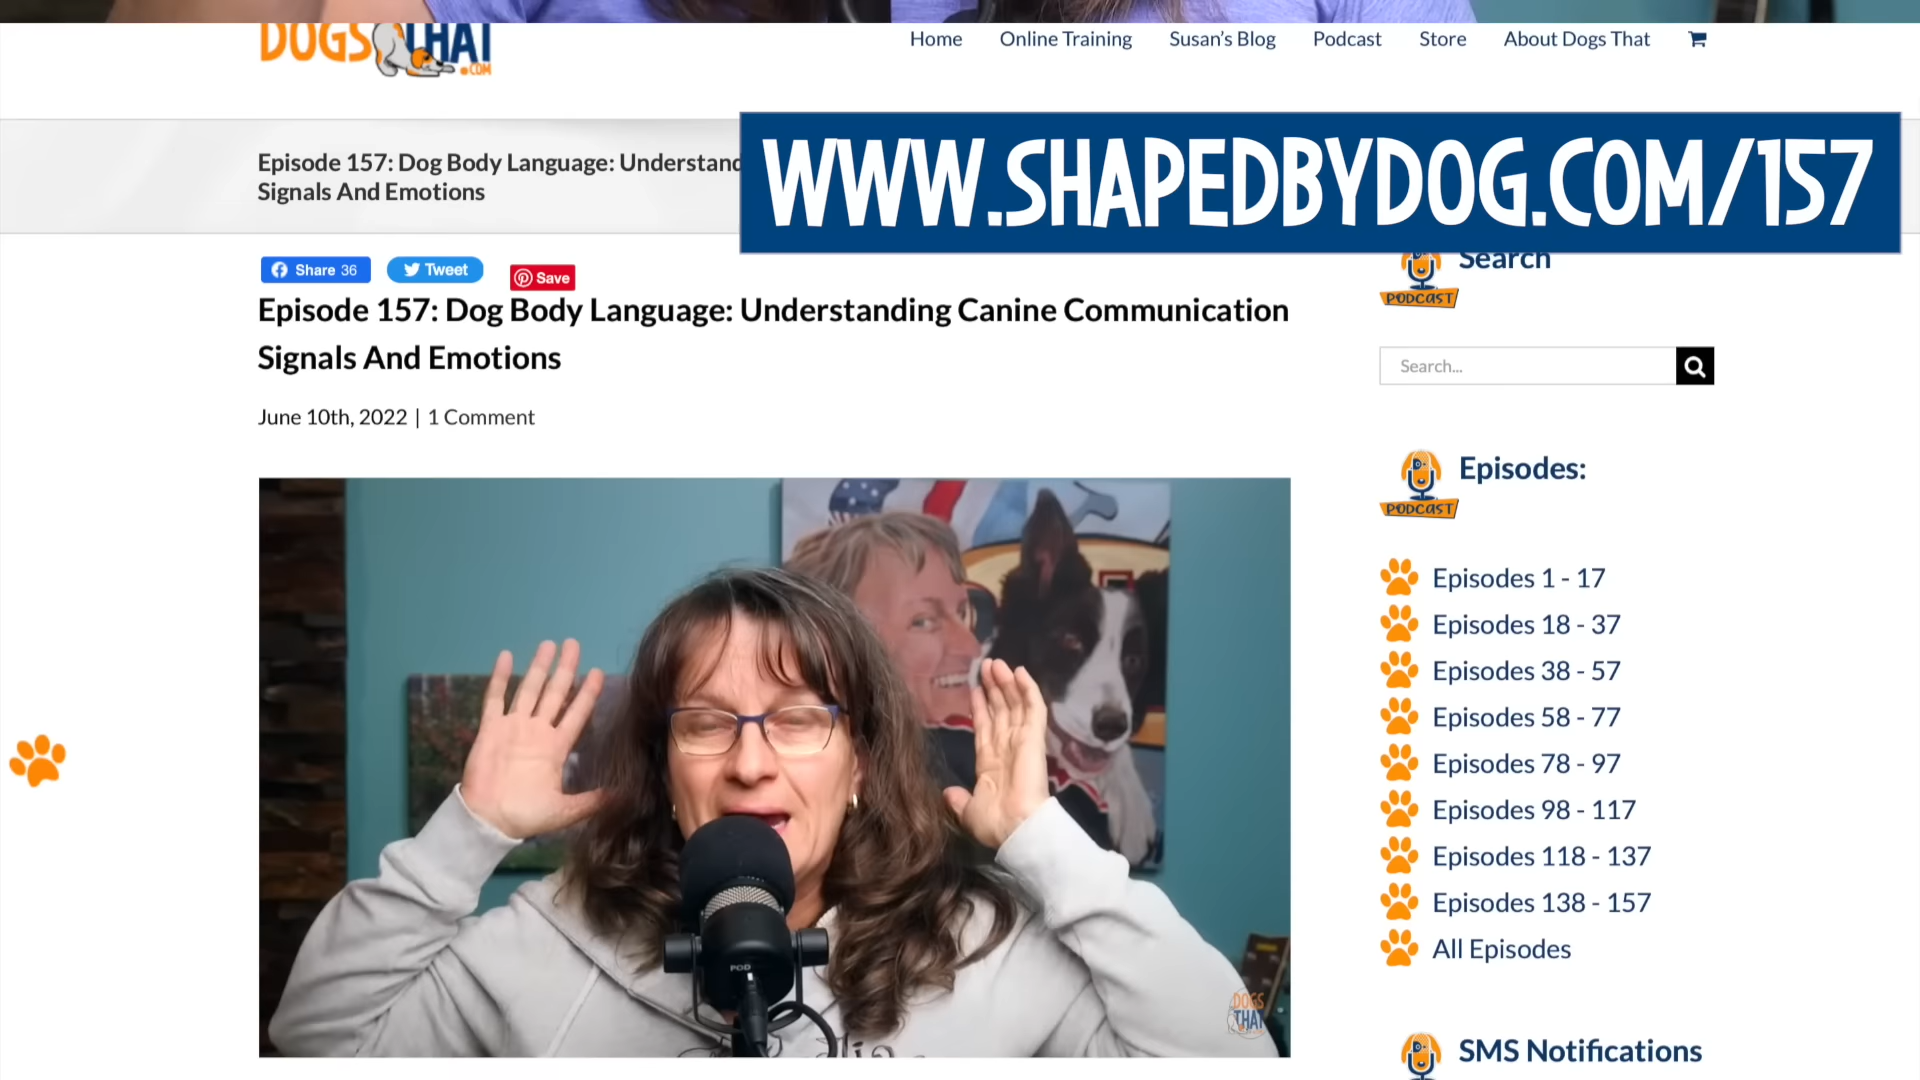 DOGS THAT
.COM
Home Online Training Susan's Blog Podcast Store About Dogs That
Episode 157: Dog Body Language: Understand
Signals And Emotions
WWW.SHAPEDBYDOG.COM/157
Share 36 Tweet Save
Episode 157: Dog Body Language: Understanding Canine Communication
Signals And Emotions
June 10th, 2022 | 1 Comment
Search
PODCAST
Search...
Episodes:
PODCAST
Episodes 1 - 17
Episodes 18 - 37
Episodes 38 - 57
Episodes 58 - 77
Episodes 78 - 97
Episodes 98 - 117
Episodes 118 - 137
Episodes 138 - 157
All Episodes
POD
DOGS
THAT
SMS Notifications